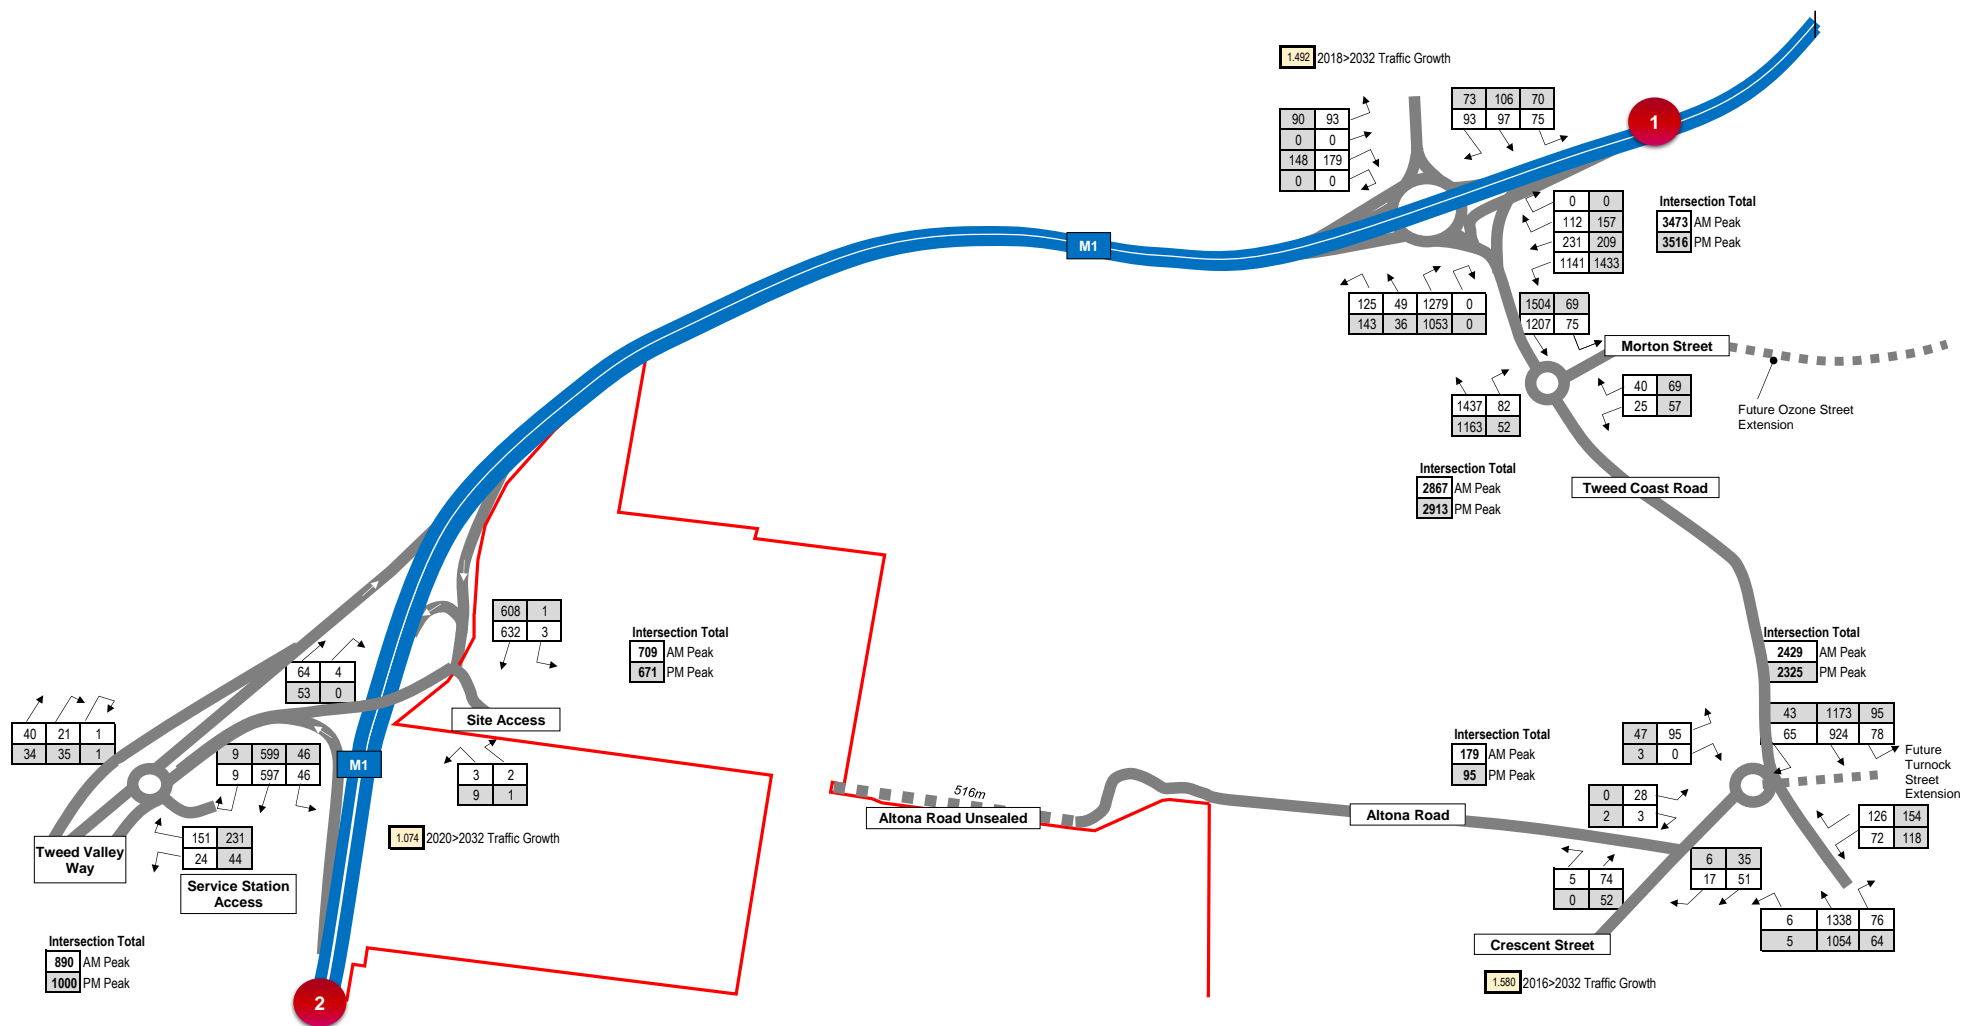 1.492 2018>2032 Traffic Growth
73 106 70
93 97 75
90 93
0 0
148 179
0 0
1
0 0
112 157
231 209
1141 1433
Intersection Total
3473 AM Peak
3516 PM Peak
M1
125 49 1279 0
143 36 1053 0
1504 69
1207 75
Morton Street
1437 82
1163 52
40 69
25 57
Future Ozone Street
Extension
Intersection Total
2867 AM Peak
2913 PM Peak
Tweed Coast Road
608 1
632 3
Intersection Total
709 AM Peak
671 PM Peak
64 4
53 0
Site Access
3 2
9 1
40 21 1
34 35 1
9 599 46
9 597 46
M1
151 231
24 44
Tweed Valley
Way
Service Station
Access
1.074 2020>2032 Traffic Growth
Intersection Total
890 AM Peak
1000 PM Peak
2
516m
Altona Road Unsealed
Altona Road
Intersection Total
179 AM Peak
95 PM Peak
Intersection Total
2429 AM Peak
2325 PM Peak
43 1173 95
65 924 78
47 95
3 0
Future
Turnock
Street
Extension
0 28
2 3
126 154
72 118
5 74
0 52
6 35
17 51
6 1338 76
5 1054 64
Crescent Street
1.580 2016>2032 Traffic Growth